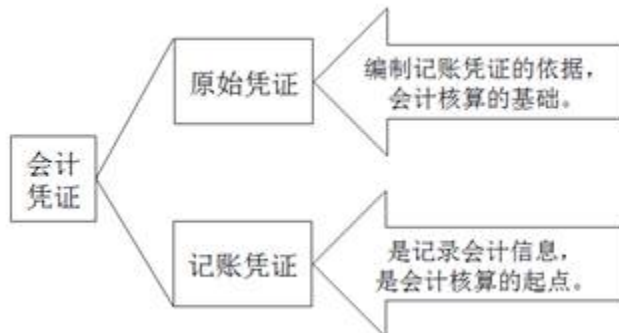 原始凭证
编制记账凭证的依据，
会计核算的基础。
会计
凭证
记账凭证
是记录会计信息，
是会计核算的起点。